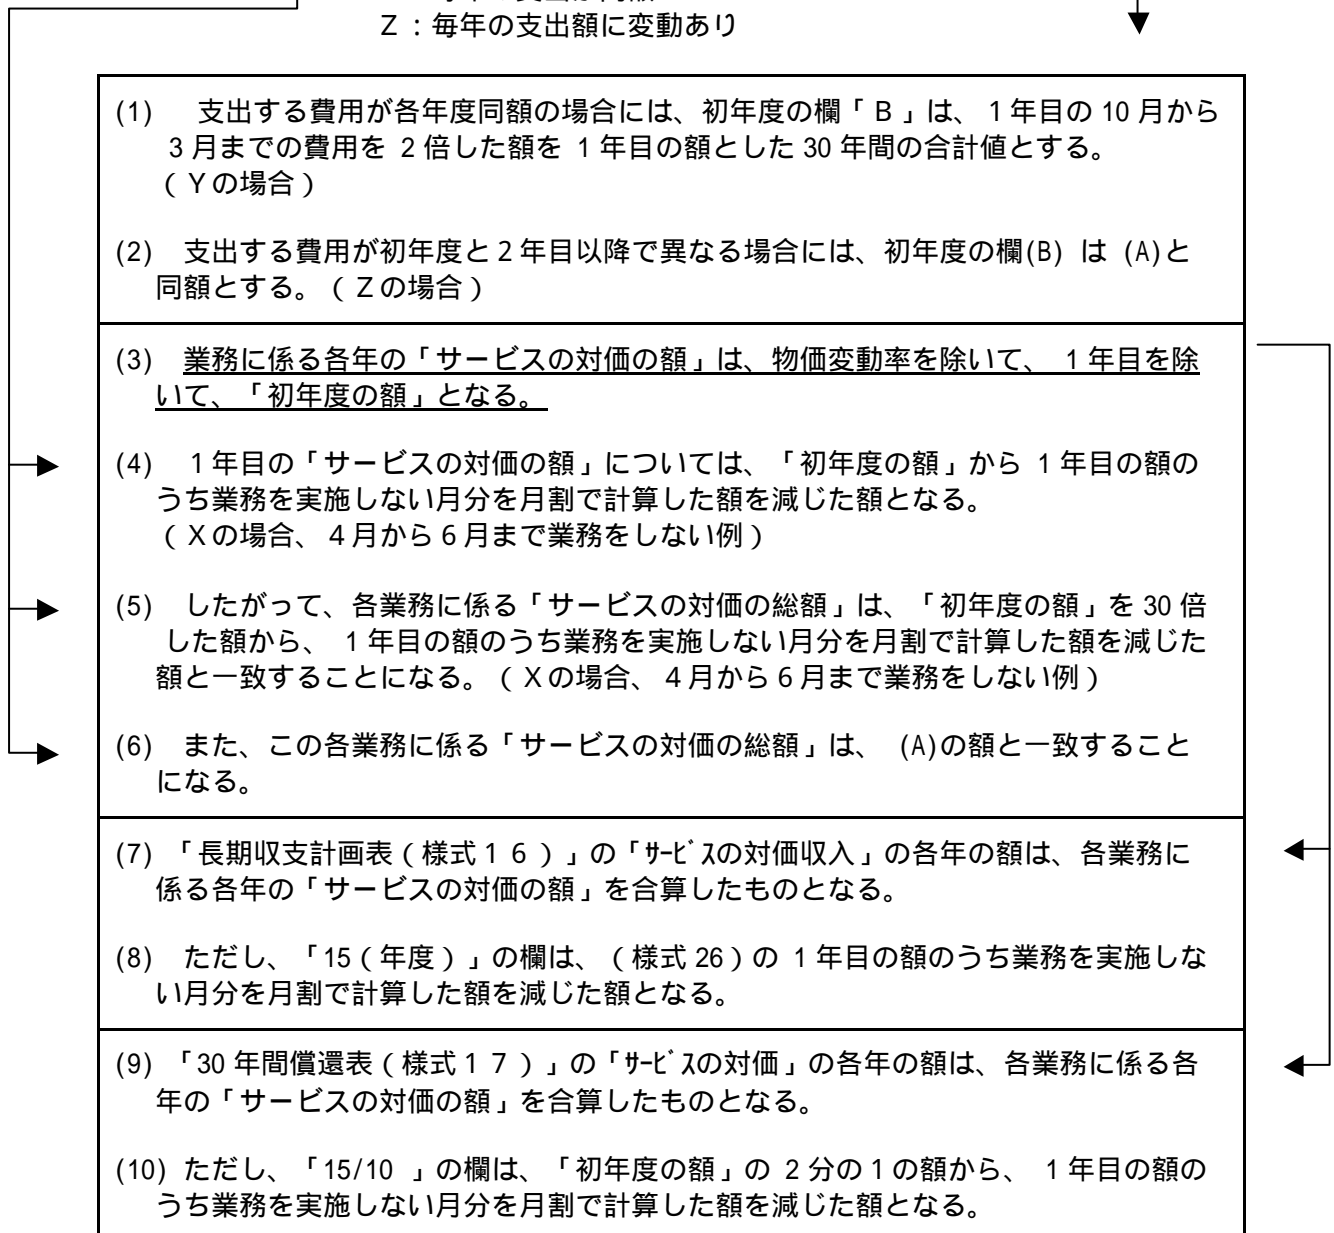 Z：毎年の支出額に変動あり
(1)　支出する費用が各年度同額の場合には、初年度の欄「B」は、1年目の10月から
3月までの費用を2倍した額を1年目の額とした30年間の合計値とする。
（Yの場合）
(2)　支出する費用が初年度と2年目以降で異なる場合には、初年度の欄(B) は (A)と
同額とする。（Zの場合）
(3)　業務に係る各年の「サービスの対価の額」は、物価変動率を除いて、1年目を除
いて、「初年度の額」となる。
(4)　1年目の「サービスの対価の額」については、「初年度の額」から1年目の額の
うち業務を実施しない月分を月割で計算した額を減じた額となる。
（Xの場合、4月から6月まで業務をしない例）
(5)　したがって、各業務に係る「サービスの対価の総額」は、「初年度の額」を30倍
した額から、1年目の額のうち業務を実施しない月分を月割で計算した額を減じた
額と一致することになる。（Xの場合、4月から6月まで業務をしない例）
(6)　また、この各業務に係る「サービスの対価の総額」は、(A)の額と一致すること
になる。
(7)　「長期収支計画表（様式１６）」の「ｻｰﾋﾞｽの対価収入」の各年の額は、各業務に
係る各年の「サービスの対価の額」を合算したものとなる。
(8)　ただし、「15（年度）」の欄は、（様式26）の1年目の額のうち業務を実施しな
い月分を月割で計算した額を減じた額となる。
(9)　「30年間償還表（様式１７）」の「ｻｰﾋﾞｽの対価」の各年の額は、各業務に係る各
年の「サービスの対価の額」を合算したものとなる。
(10)　ただし、「15/10 」の欄は、「初年度の額」の2分の1の額から、1年目の額の
うち業務を実施しない月分を月割で計算した額を減じた額となる。